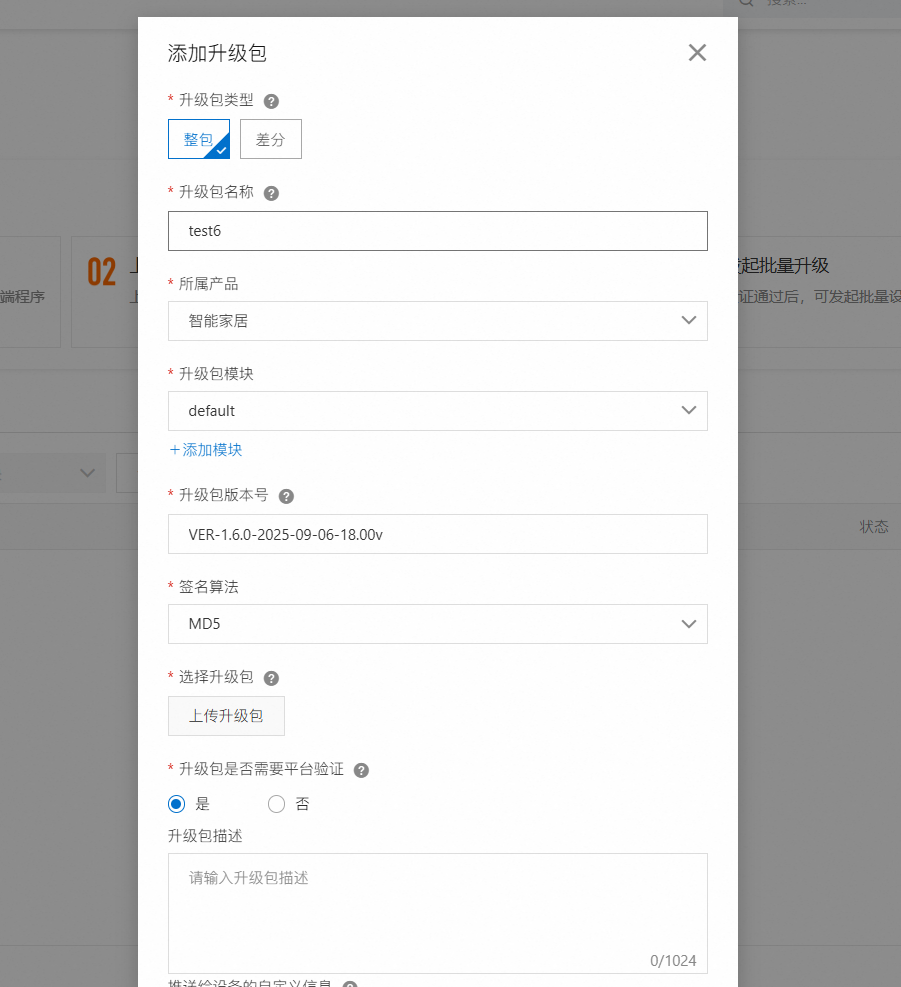 搜索...
添加升级包
* 升级包类型 ?
整包 差分
* 升级包名称 ?
test6
02
起批量升级
端程序
证通过后，可发起批量设
* 所属产品
智能家居
* 升级包模块
default
+添加模块
* 升级包版本号 ?
VER-1.6.0-2025-09-06-18.00v
状态
* 签名算法
MD5
* 选择升级包 ?
上传升级包
* 升级包是否需要平台验证 ?
是 否
升级包描述
请输入升级包描述
0/1024
推送给设备的自定义信息 ?